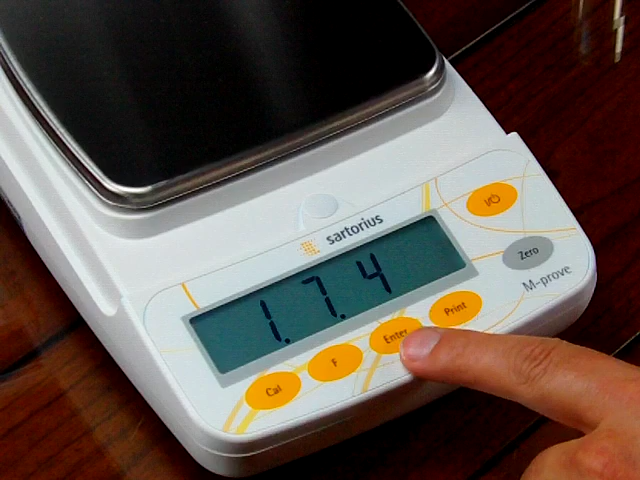 I/⏻
sartorius
Zero
M-prove
1.7.4
Print
Enter
F
Cal